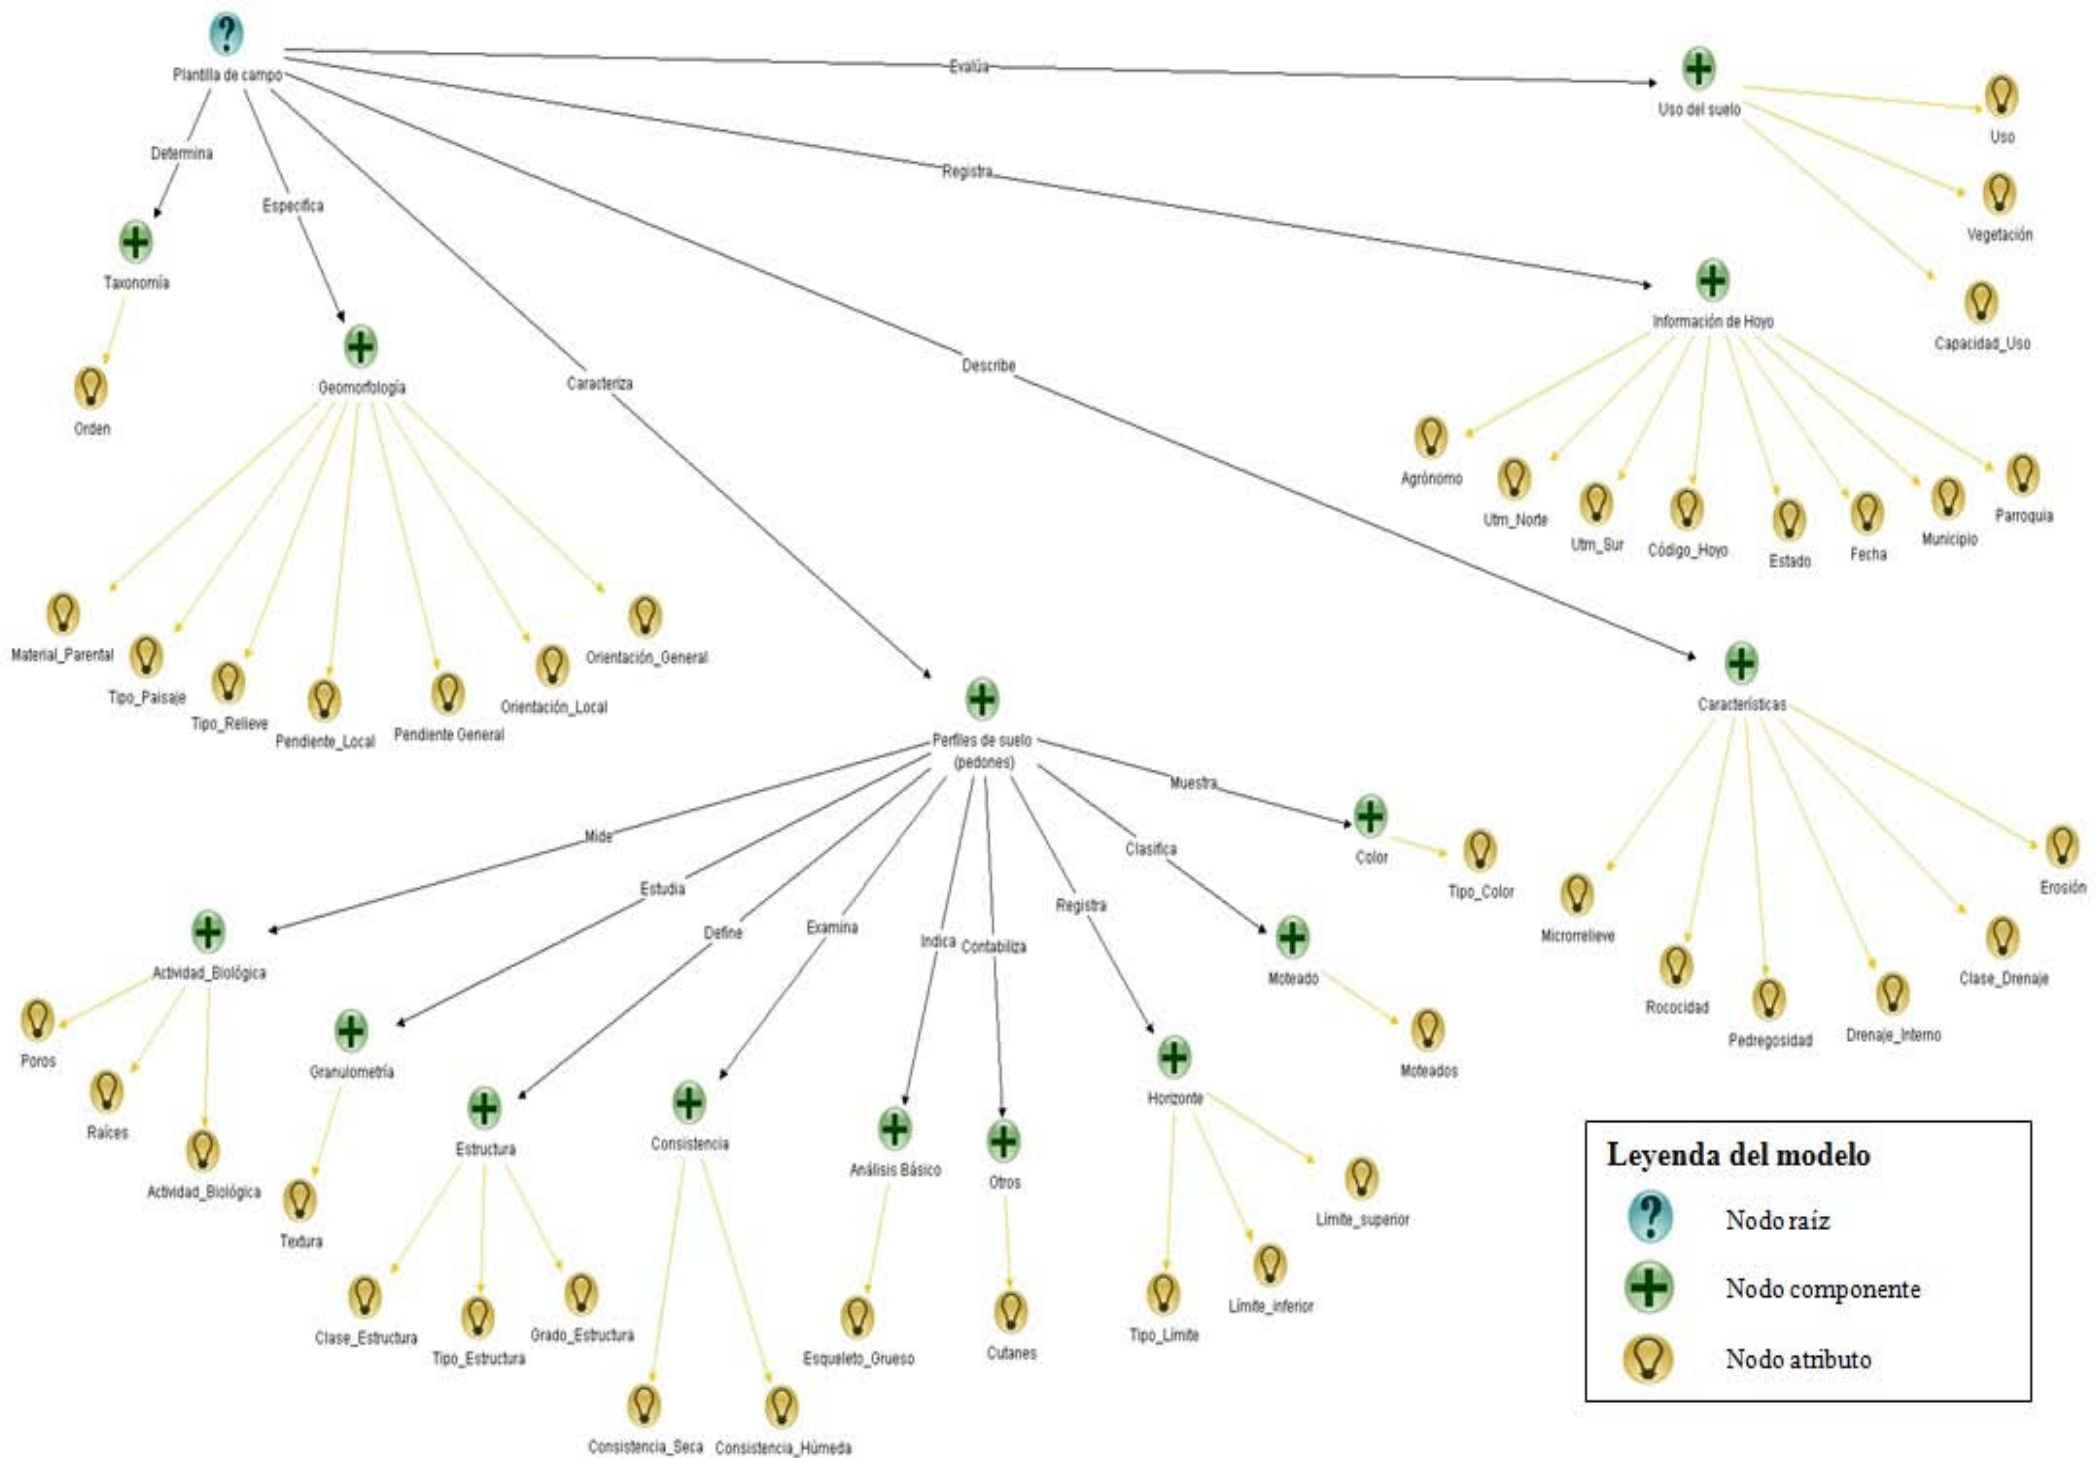 Plantilla de campo
Evalúa
Uso del suelo
Uso
Vegetación
Capacidad_Uso
Determina
Registra
Especifica
Taxonomía
Orden
Geomorfología
Caracteriza
Describe
Información de Hoyo
Agrónomo
Utm_Norte
Utm_Sur
Código_Hoyo
Estado
Fecha
Municipio
Parroquia
Material_Parental
Tipo_Paisaje
Tipo_Relieve
Pendiente_Local
Pendiente General
Orientación_Local
Orientación_General
Perfiles de suelo
(pedones)
Características
Microrrelieve
Rococidad
Pedregosidad
Drenaje_Interno
Clase_Drenaje
Erosión
Mide
Estudia
Define
Examina
Indica
Contabiliza
Registra
Clasifica
Muestra
Color
Tipo_Color
Moteado
Moteados
Actividad_Biológica
Poros
Raíces
Actividad_Biológica
Granulometría
Textura
Estructura
Clase_Estructura
Tipo_Estructura
Grado_Estructura
Consistencia
Consistencia_Seca
Consistencia_Húmeda
Análisis Básico
Esqueleto_Grueso
Otros
Cutanes
Horizonte
Tipo_Límite
Límite_inferior
Límite_superior
Leyenda del modelo
Nodo raíz
Nodo componente
Nodo atributo